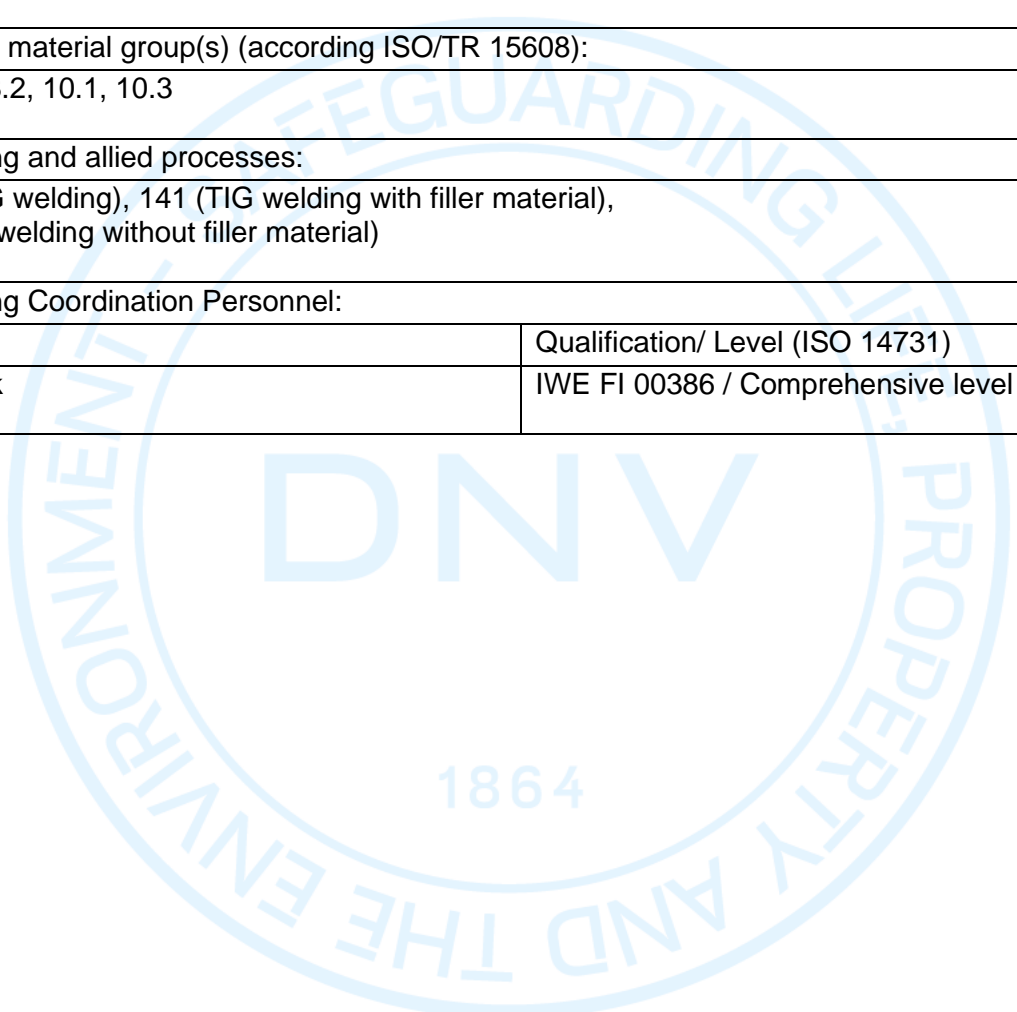 material group(s) (according ISO/TR 15608):
.2, 10.1, 10.3
and allied processes:
welding), 141 (TIG welding with filler material),
welding without filler material)
Coordination Personnel:
Qualification/ Level (ISO 14731)
IWE FI 00386 / Comprehensive level
SAFEGUARDING LIFE, PROPERTY AND THE ENVIRONMENT
DNV
1864